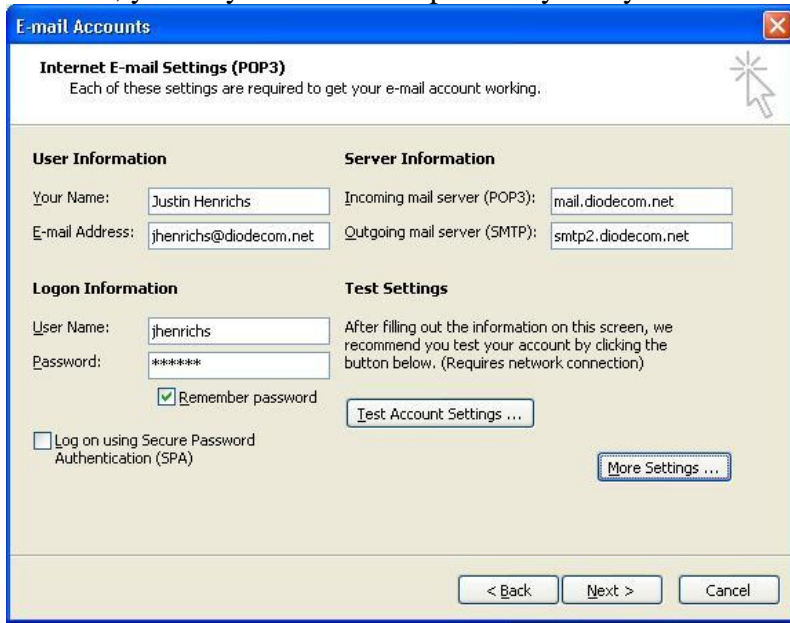 E-mail Accounts
Internet E-mail Settings (POP3)
Each of these settings are required to get your e-mail account working.
User Information
Your Name: Justin Henrichs
E-mail Address: jhenrichs@diodecom.net
Server Information
Incoming mail server (POP3): mail.diodecom.net
Outgoing mail server (SMTP): smtp2.diodecom.net
Logon Information
User Name: jhenrichs
Password: ******
Remember password
Log on using Secure Password
Authentication (SPA)
Test Settings
After filling out the information on this screen, we
recommend you test your account by clicking the
button below. (Requires network connection)
Test Account Settings ...
More Settings ...
< Back
Next >
Cancel